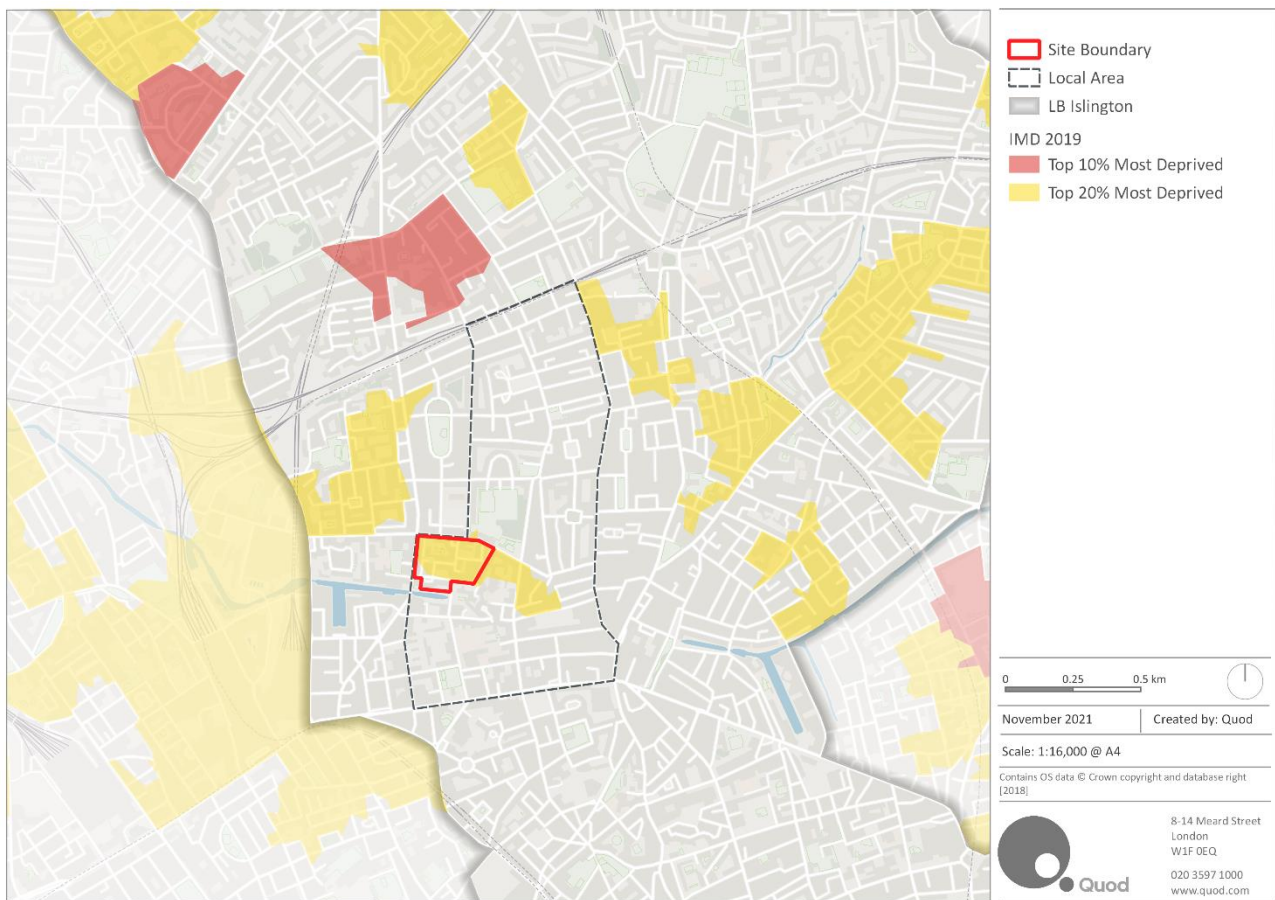 Site Boundary
Local Area
LB Islington
IMD 2019
Top 10% Most Deprived
Top 20% Most Deprived
0 0.25 0.5 km
November 2021 Created by: Quod
Scale: 1:16,000 @ A4
Contains OS data © Crown copyright and database right
[2018]
Quod
8-14 Meard Street
London
W1F 0EQ
020 3597 1000
www.quod.com